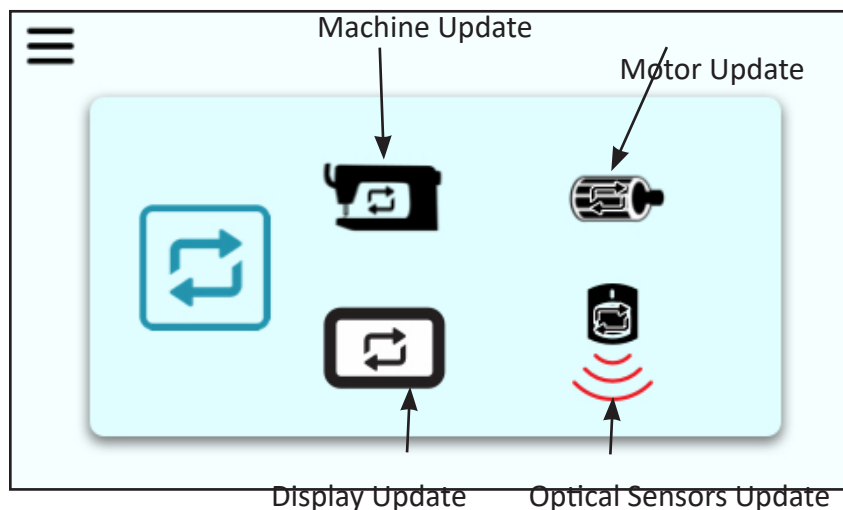 Machine Update
Motor Update
Display Update
Optical Sensors Update